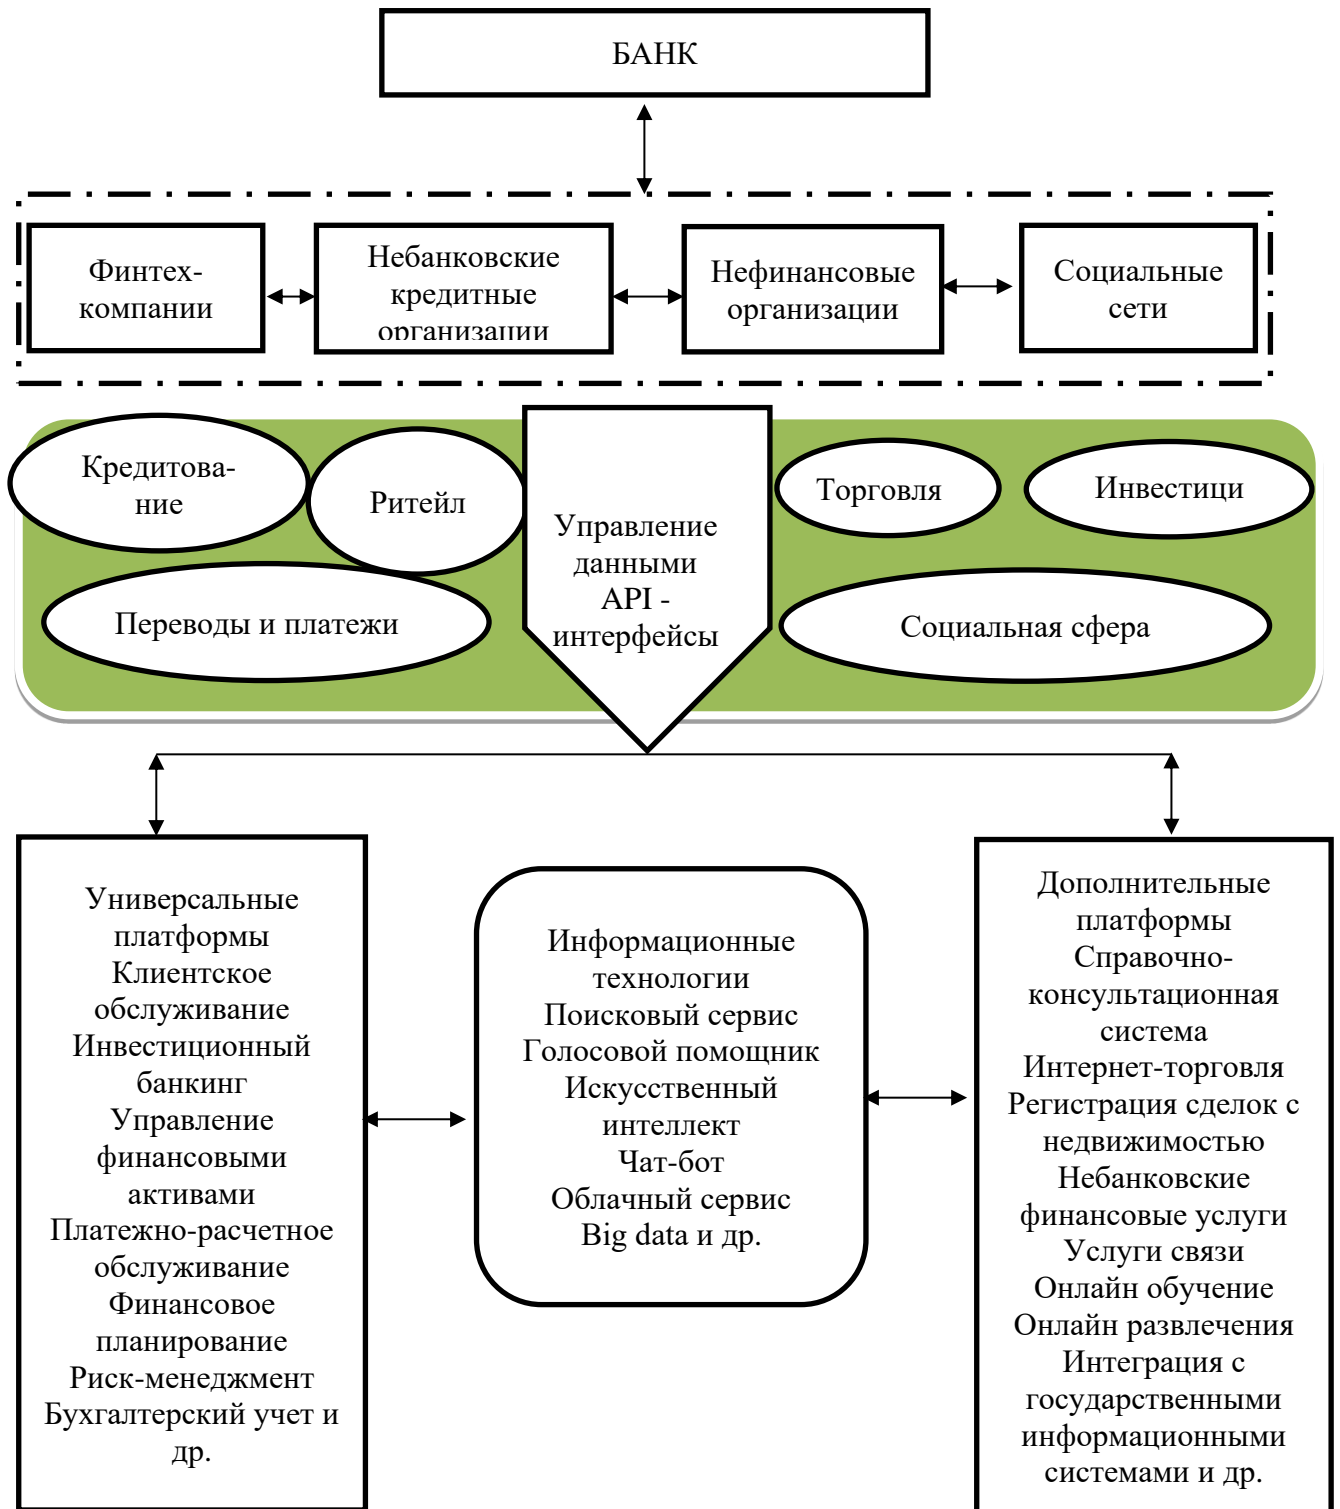 БАНК
Финтех-
компании
Небанковские
кредитные
организации
Нефинансовые
организации
Социальные
сети
Кредитова-
ние
Ритейл
Управление
данными
API -
интерфейсы
Торговля
Инвестици
Переводы и платежи
Социальная сфера
Универсальные
платформы
Клиентское
обслуживание
Инвестиционный
банкинг
Управление
финансовыми
активами
Платежно-расчетное
обслуживание
Финансовое
планирование
Риск-менеджмент
Бухгалтерский учет и
др.
Информационные
технологии
Поисковый сервис
Голосовой помощник
Искусственный
интеллект
Чат-бот
Облачный сервис
Big data и др.
Дополнительные
платформы
Справочно-
консультационная
система
Интернет-торговля
Регистрация сделок с
недвижимостью
Небанковские
финансовые услуги
Услуги связи
Онлайн обучение
Онлайн развлечения
Интеграция с
государственными
информационными
системами и др.